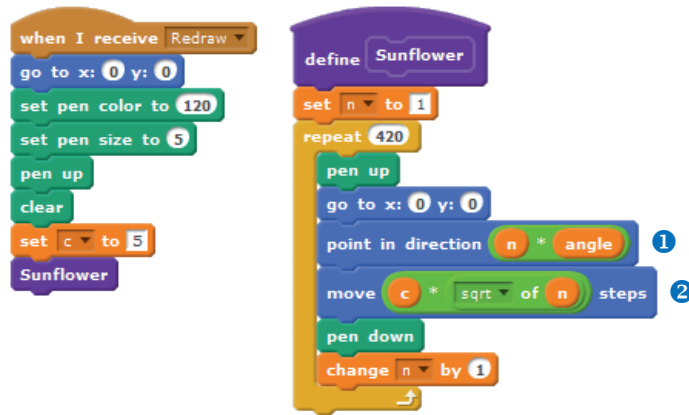 when I receive Redraw
go to x: 0 y: 0
set pen color to 120
set pen size to 5
pen up
clear
set c to 5
Sunflower
define Sunflower
set n to 1
repeat 420
pen up
go to x: 0 y: 0
point in direction n * angle ❶
move c * sqrt of n steps ❷
pen down
change n by 1